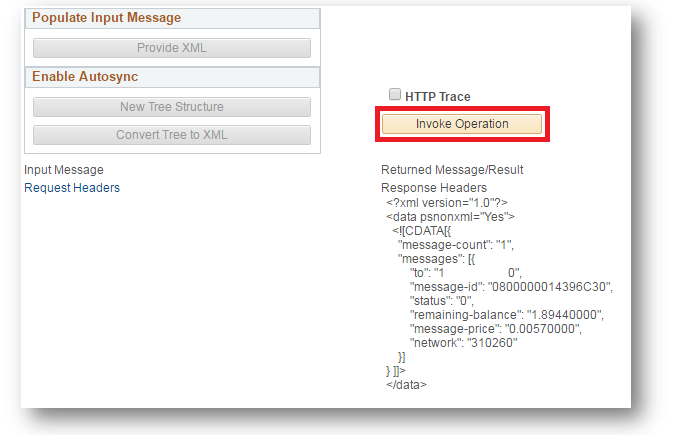 Populate Input Message
Provide XML
Enable Autosync
New Tree Structure
Convert Tree to XML
HTTP Trace
Invoke Operation
Input Message
Request Headers
Returned Message/Result
Response Headers
<?xml version="1.0"?>
<data psnonxml="Yes">
<![CDATA[{
"message-count": "1",
"messages": [{
"to": "1 0",
"message-id": "0800000014396C30",
"status": "0",
"remaining-balance": "1.89440000",
"message-price": "0.00570000",
"network": "310260"
}]
} ]]>
</data>